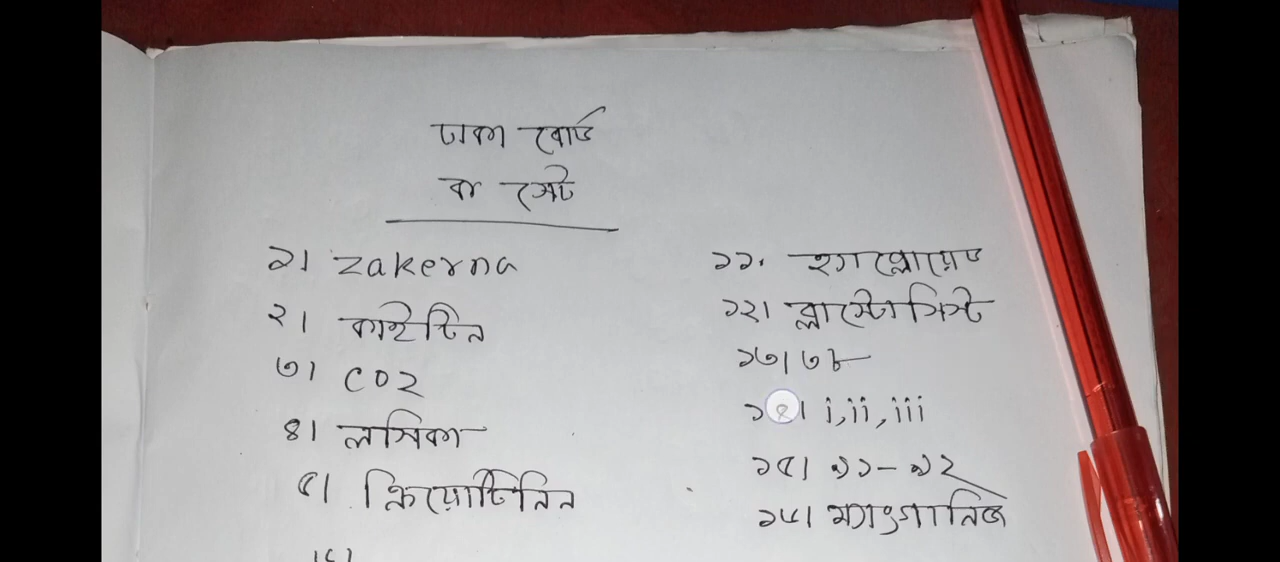 ঢাকা বোর্ড
ক সেট
১। Zakerna
২। কাইটিন
৩। CO2
৪। লসিকা
৫। ক্রিয়োটিনিন
১১. হ্যাপ্লোয়েড
১২। ব্লাস্টোসিস্ট
১৩। ৩৮
১৪। i, ii, iii
১৫। ১১-১২
১৬। ম্যাংগানিজ